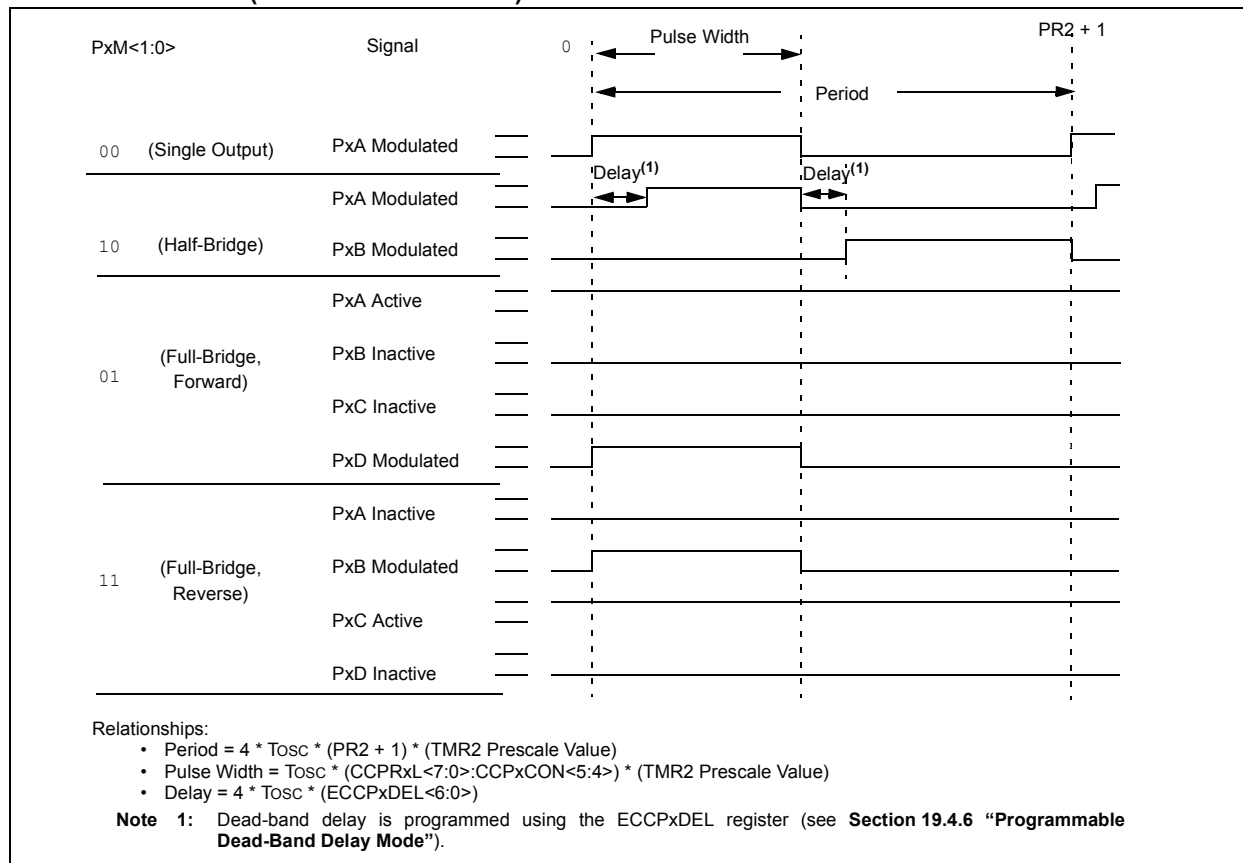 PxM<1:0>
Signal
0
Pulse Width
PR2 + 1
Period
00 (Single Output) PxA Modulated
Delay(1)
Delay(1)
PxA Modulated
10 (Half-Bridge) PxB Modulated
PxA Active
01 (Full-Bridge, Forward) PxB Inactive
PxC Inactive
PxD Modulated
PxA Inactive
11 (Full-Bridge, Reverse) PxB Modulated
PxC Active
PxD Inactive
Relationships:
• Period = 4 * TOSC * (PR2 + 1) * (TMR2 Prescale Value)
• Pulse Width = TOSC * (CCPRxL<7:0>:CCPxCON<5:4>) * (TMR2 Prescale Value)
• Delay = 4 * TOSC * (ECCPxDEL<6:0>)
Note 1: Dead-band delay is programmed using the ECCPxDEL register (see Section 19.4.6 “Programmable
Dead-Band Delay Mode”).